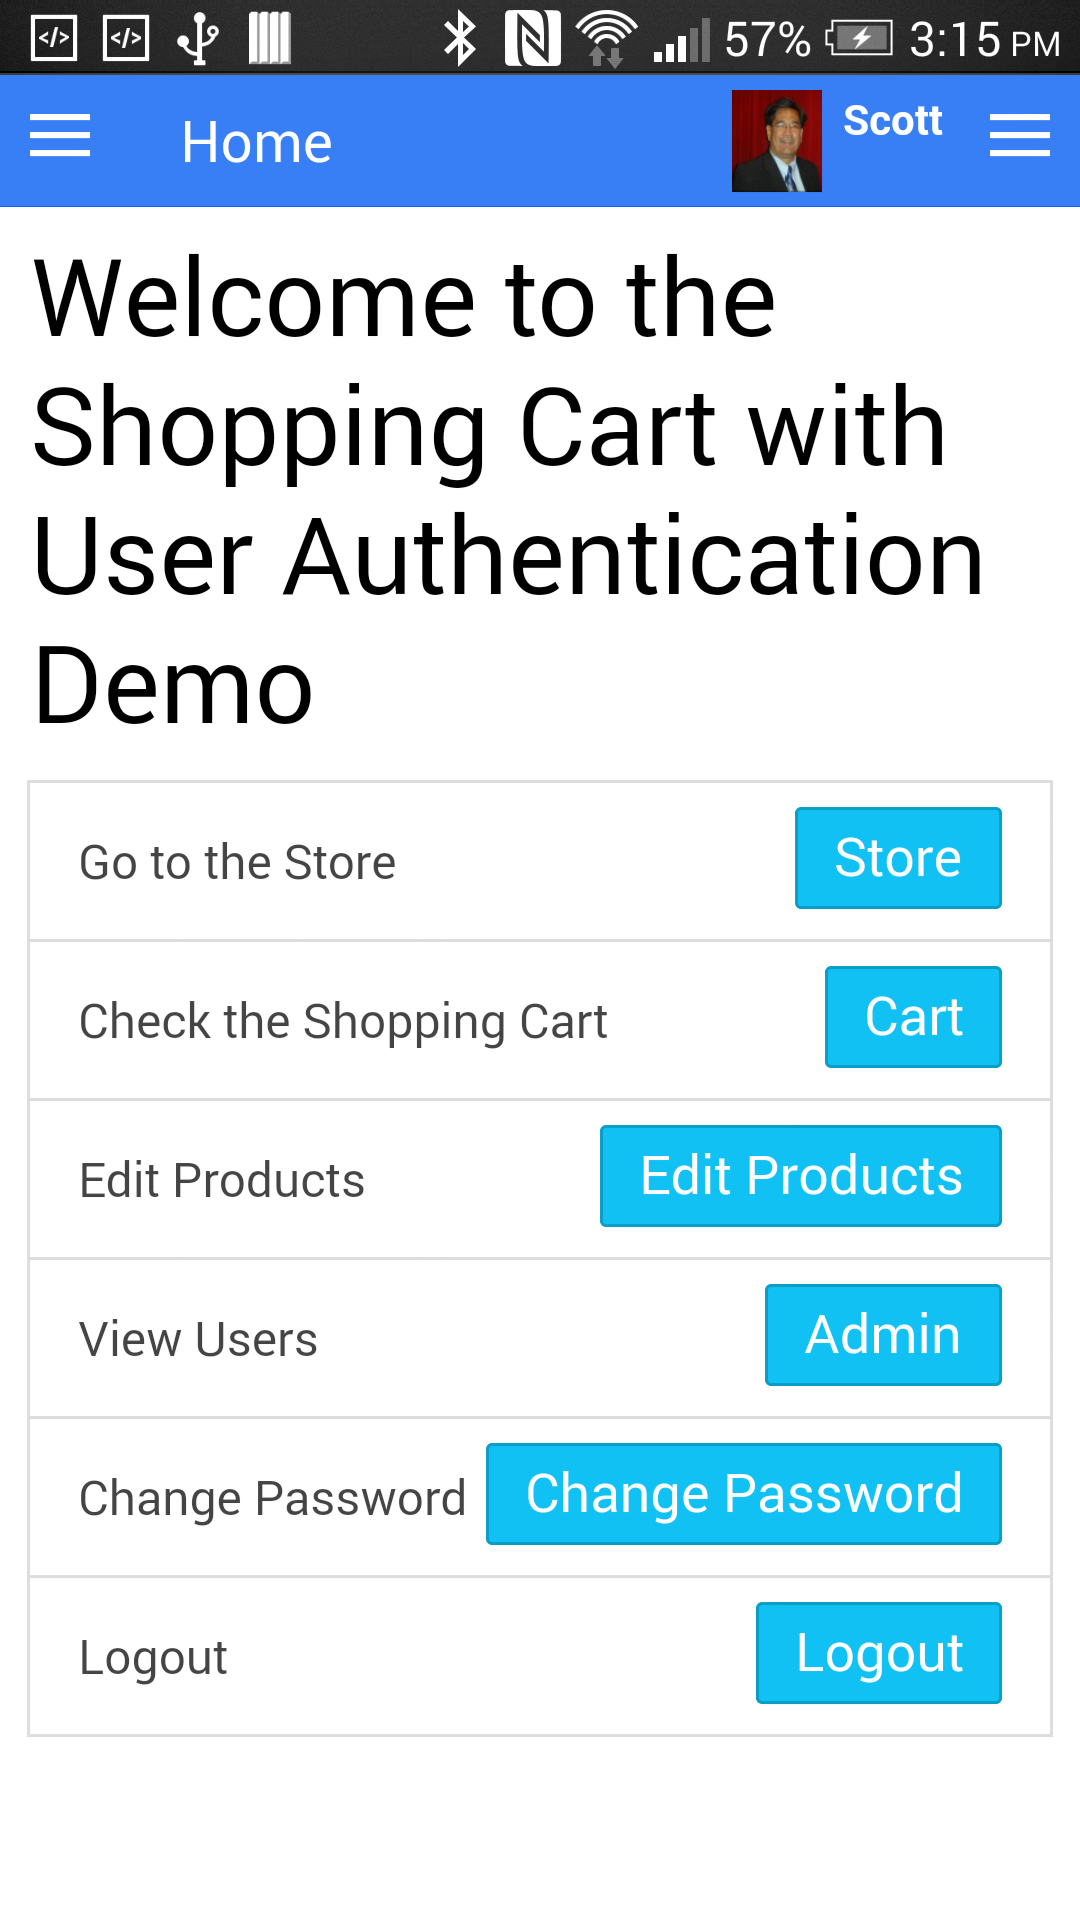 57% 3:15 PM
Home Scott
Welcome to the
Shopping Cart with
User Authentication
Demo
Go to the Store Store
Check the Shopping Cart Cart
Edit Products Edit Products
View Users Admin
Change Password Change Password
Logout Logout